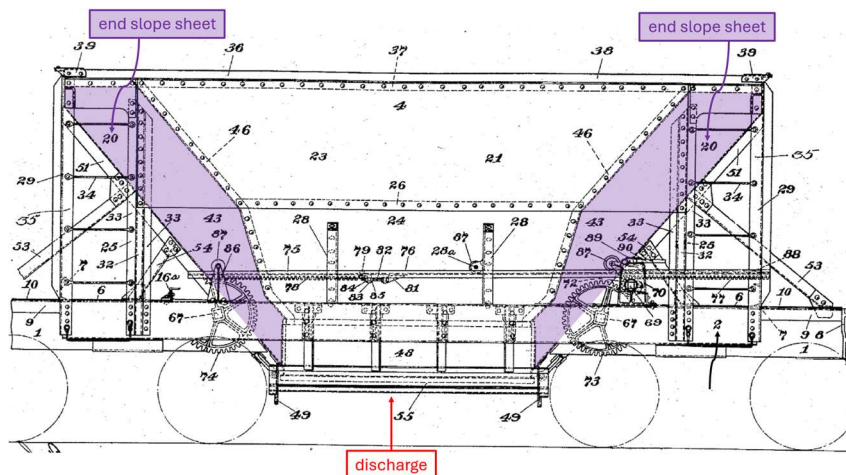 end slope sheet
end slope sheet
39 36 37 38 39
4
20 46 46 20
23 21
51 51
29 26 85 29
34 34
35 33 33 43 24 43 33 33
53 25 28 28 25 53
54 87 86 75 79 82 76 28a 87 89 54 90 88
7 32 32
10 6 16a 78 84 83 85 81 72 70 77 6 10
9 67 67 69 2 7 9 8
1 1
48
74 73
49 55 49
discharge